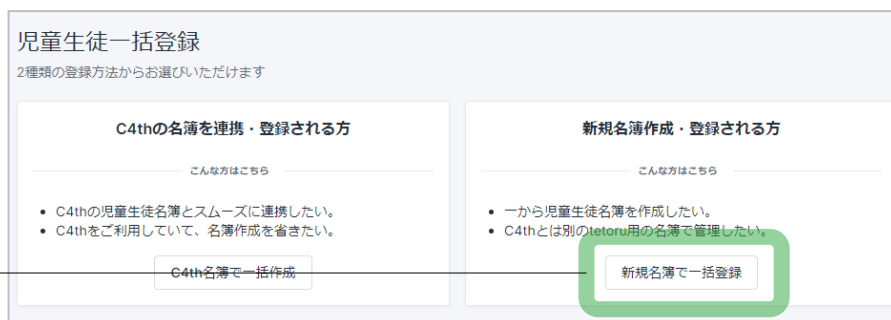 児童生徒一括登録
2種類の登録方法からお選びいただけます
C4thの名簿を連携・登録される方
こんな方はこちら
• C4thの児童生徒名簿とスムーズに連携したい。
• C4thをご利用していて、名簿作成を省きたい。
C4th名簿で一括作成
新規名簿作成・登録される方
こんな方はこちら
• 一から児童生徒名簿を作成したい。
• C4thとは別のtetoru用の名簿で管理したい。
新規名簿で一括登録